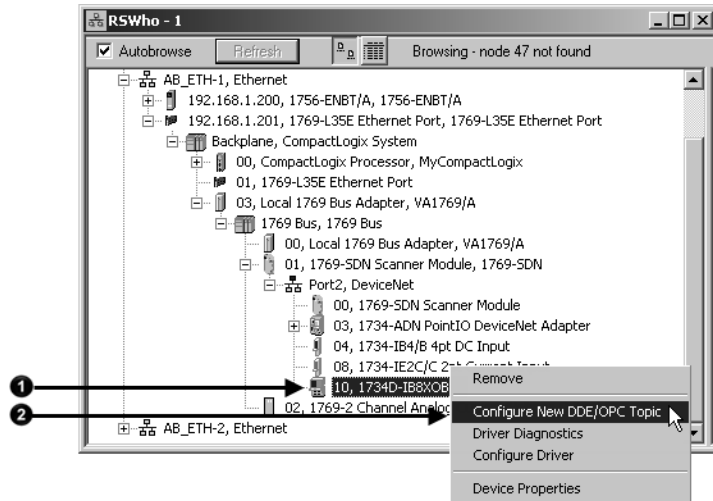 RSWho - 1
Autobrowse Refresh Browsing - node 47 not found
AB_ETH-1, Ethernet
192.168.1.200, 1756-ENBT/A, 1756-ENBT/A
192.168.1.201, 1769-L35E Ethernet Port, 1769-L35E Ethernet Port
Backplane, CompactLogix System
00, CompactLogix Processor, MyCompactLogix
01, 1769-L35E Ethernet Port
03, Local 1769 Bus Adapter, VA1769/A
1769 Bus, 1769 Bus
00, Local 1769 Bus Adapter, VA1769/A
01, 1769-SDN Scanner Module, 1769-SDN
Port2, DeviceNet
00, 1769-SDN Scanner Module
03, 1734-ADN PointIO DeviceNet Adapter
04, 1734-IB4/B 4pt DC Input
08, 1734-IE2C/C 2pt Current Input
1 10, 1734D-IB8XOB
Remove
2 02, 1769-2 Channel Analog
Configure New DDE/OPC Topic
AB_ETH-2, Ethernet
Driver Diagnostics
Configure Driver
Device Properties